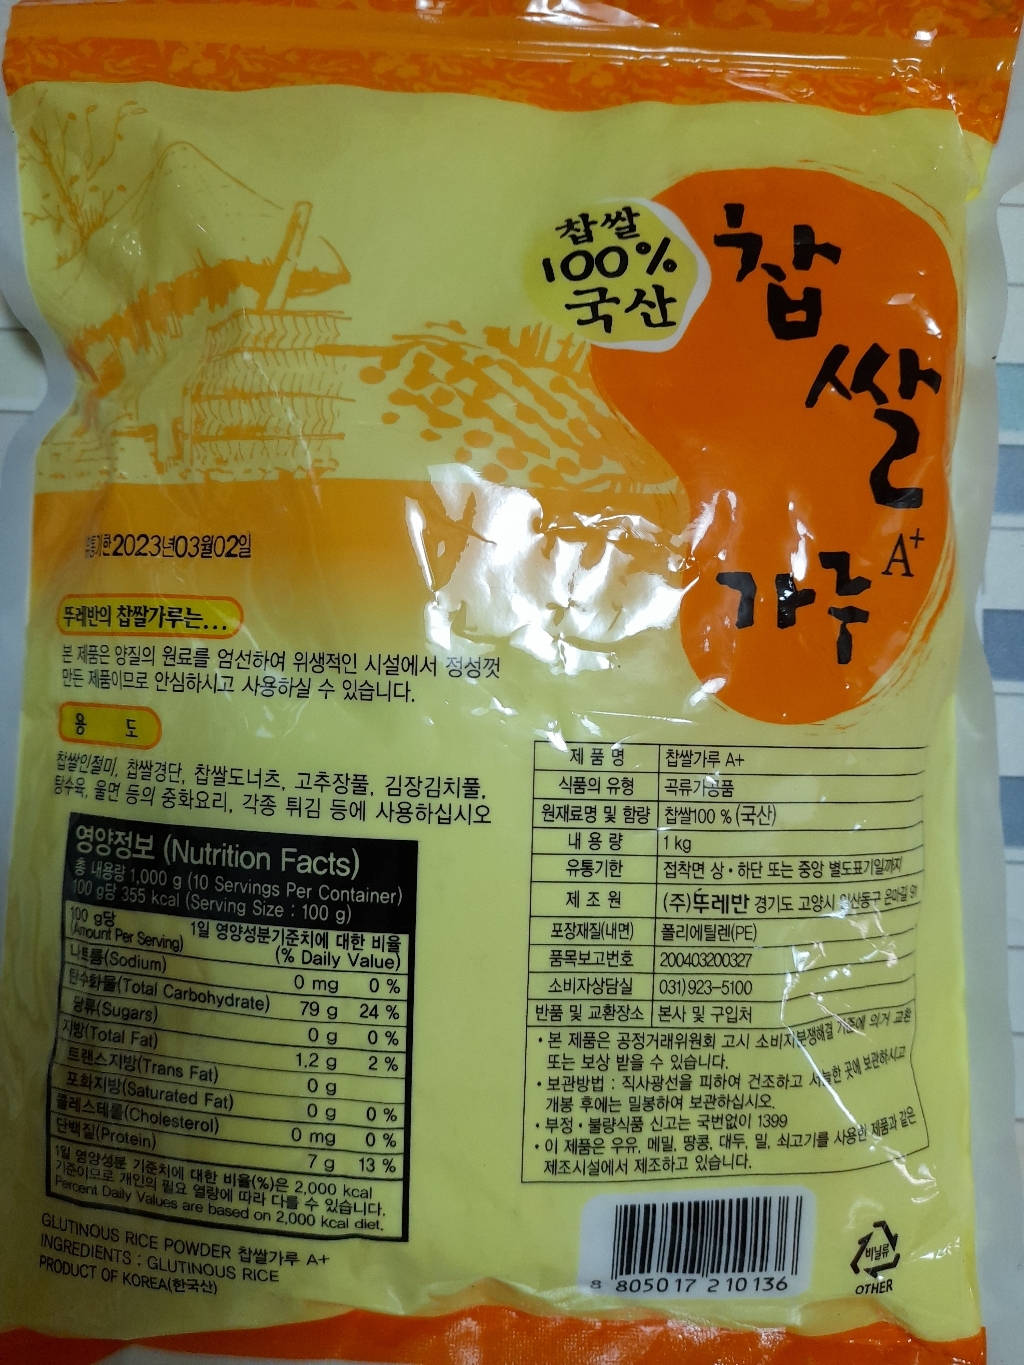 찹쌀
100%
국산
찹
쌀
가루
A+
유통기한2023년03월02일
뚜레반의 찹쌀가루는...
본 제품은 양질의 원료를 엄선하여 위생적인 시설에서 정성껏
만든 제품이므로 안심하시고 사용하실 수 있습니다.
용 도
찹쌀인절미, 찹쌀경단, 찹쌀도너츠, 고추장풀, 김장김치풀,
탕수육, 울면 등의 중화요리, 각종 튀김 등에 사용하십시오
영양정보 (Nutrition Facts)
총 내용량 1,000 g (10 Servings Per Container)
100 g당 355 kcal (Serving Size : 100 g)
100 g당 1일 영양성분기준치에 대한 비율
(Amount Per Serving) (% Daily Value)
나트륨(Sodium) 0 mg 0 %
탄수화물(Total Carbohydrate) 79 g 24 %
당류(Sugars) 0 g 0 %
지방(Total Fat) 1.2 g 2 %
트랜스지방(Trans Fat) 0 g
포화지방(Saturated Fat) 0 g 0 %
콜레스테롤(Cholesterol) 0 mg 0 %
단백질(Protein) 7 g 13 %
1일 영양성분 기준치에 대한 비율(%)은 2,000 kcal
기준이므로 개인의 필요 열량에 따라 다를 수 있습니다.
Percent Daily Values are based on 2,000 kcal diet.
GLUTINOUS RICE POWDER 찹쌀가루 A+
INGREDIENTS : GLUTINOUS RICE
PRODUCT OF KOREA(한국산)
제 품 명 찹쌀가루 A+
식품의 유형 곡류가공품
원재료명 및 함량 찹쌀100 % (국산)
내 용 량 1 kg
유통기한 접착면 상·하단 또는 중앙 별도표기일까지
제 조 원 (주)뚜레반 경기도 고양시 일산동구 은마길
포장재질(내면) 폴리에틸렌(PE)
품목보고번호 200403200327
소비자상담실 031)923-5100
반품 및 교환장소 본사 및 구입처
· 본 제품은 공정거래위원회 고시 소비자분쟁해결 기준에 의거 교환
또는 보상 받을 수 있습니다.
· 보관방법 : 직사광선을 피하여 건조하고 서늘한 곳에 보관하시고
개봉 후에는 밀봉하여 보관하십시오.
· 부정·불량식품 신고는 국번없이 1399
· 이 제품은 우유, 메밀, 땅콩, 대두, 밀, 쇠고기를 사용한 제품과 같은
제조시설에서 제조하고 있습니다.
8 805017 210136
비닐류
OTHER